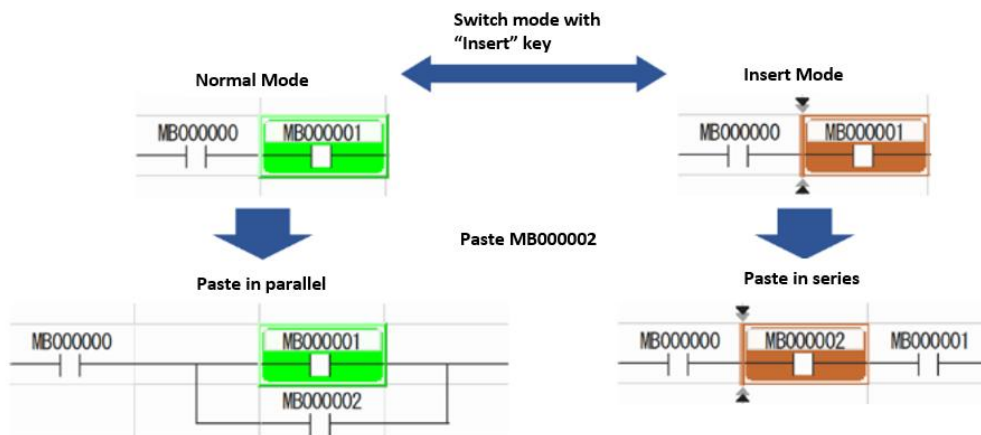 Switch mode with
“Insert” key
Normal Mode
Insert Mode
MB000000 MB000001
MB000000 MB000001
Paste MB000002
Paste in parallel
Paste in series
MB000000 MB000001
MB000002
MB000000 MB000002 MB000001